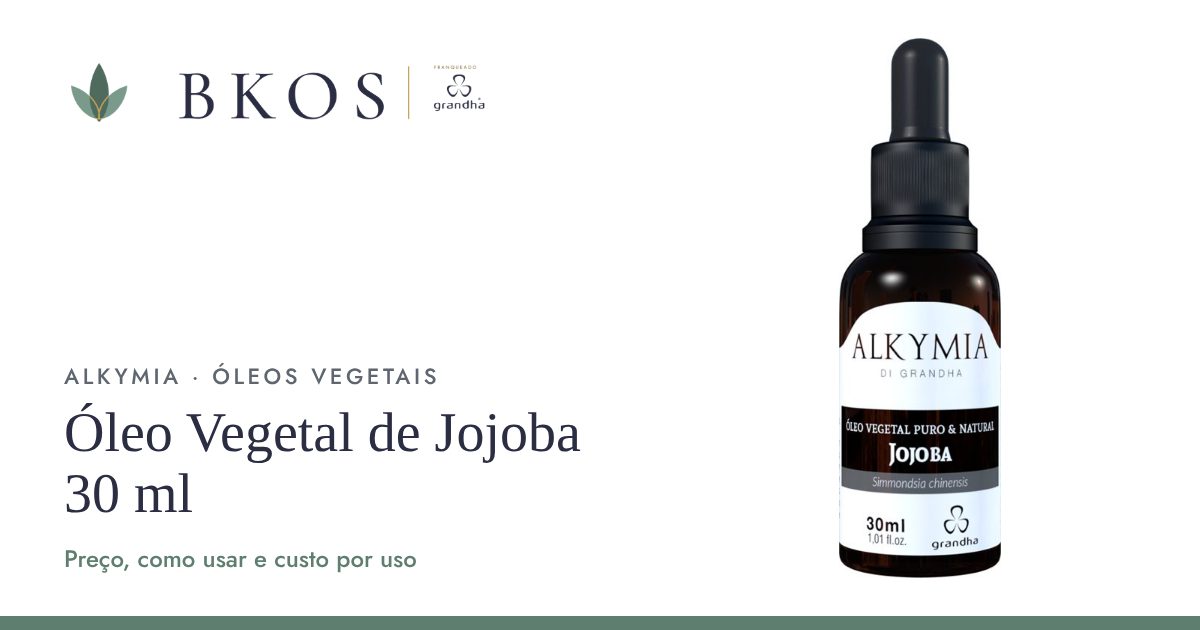 BKOS
FRANQUEADO
grandha
ALKYMIA · ÓLEOS VEGETAIS
Óleo Vegetal de Jojoba
30 ml
Preço, como usar e custo por uso
ALKYMIA
DI GRANDHA
ÓLEO VEGETAL PURO & NATURAL
JOJOBA
Simmondsia chinensis
30ml
1,01 fl.oz.
grandha